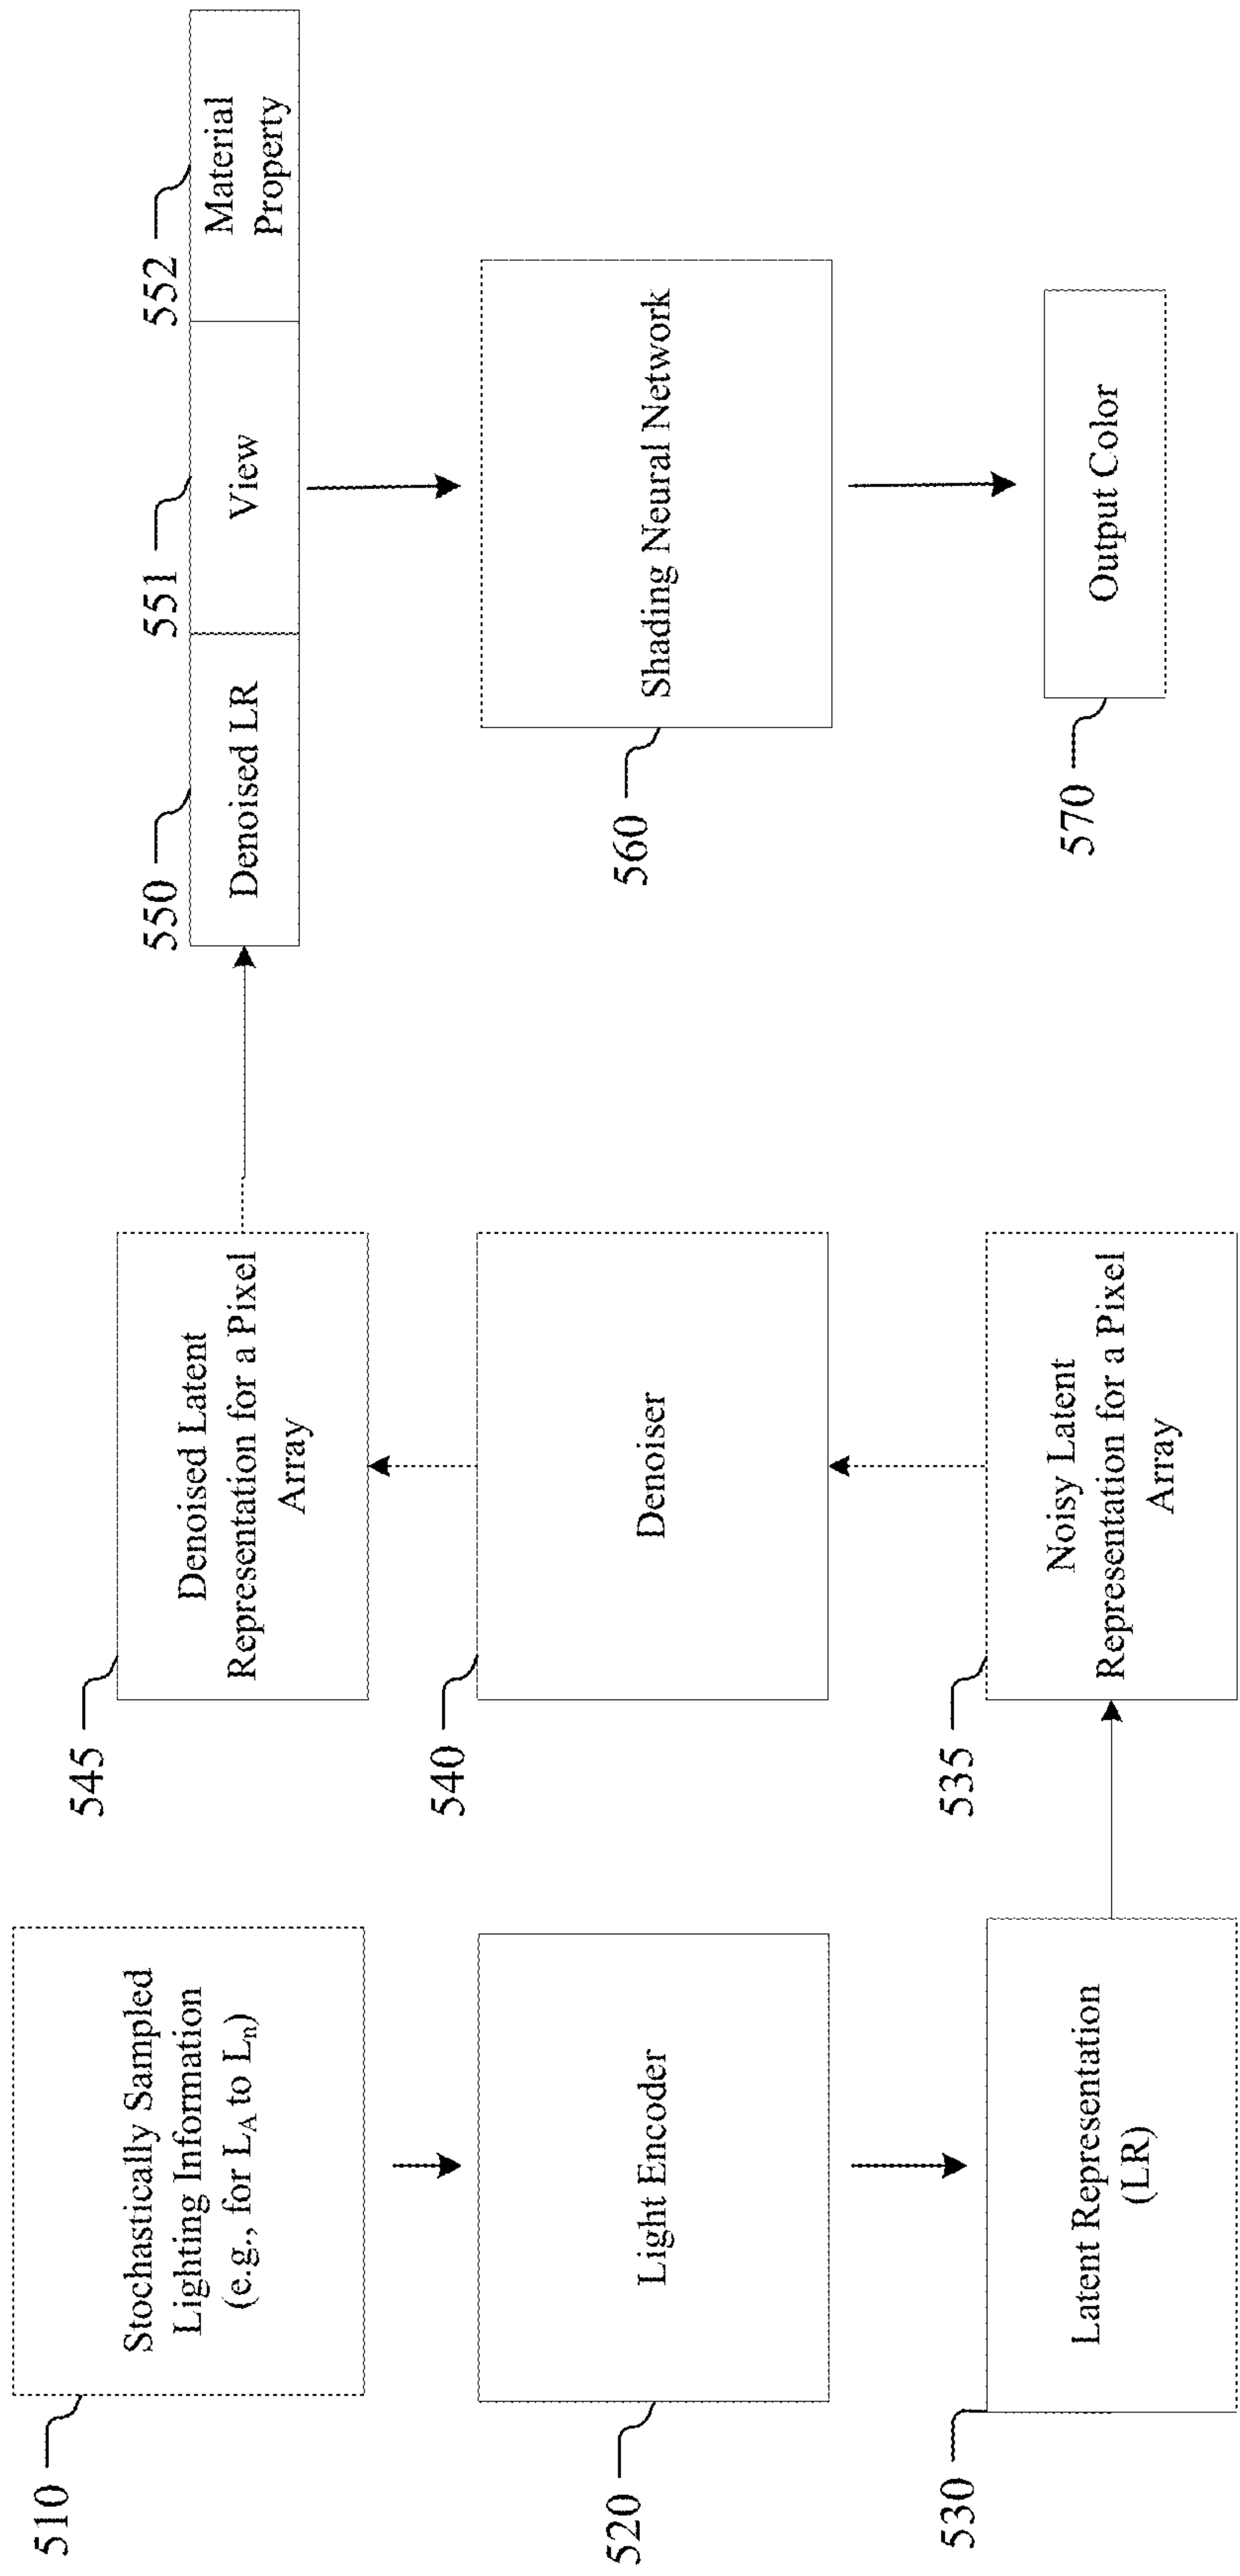 510
Stochastically Sampled
Lighting Information
(e.g., for L_A to L_n)
520
Light Encoder
530
Latent Representation
(LR)
535
Noisy Latent
Representation for a Pixel
Array
540
Denoiser
545
Denoised Latent
Representation for a Pixel
Array
550
Denoised LR
551
View
552
Material
Property
560
Shading Neural Network
570
Output Color